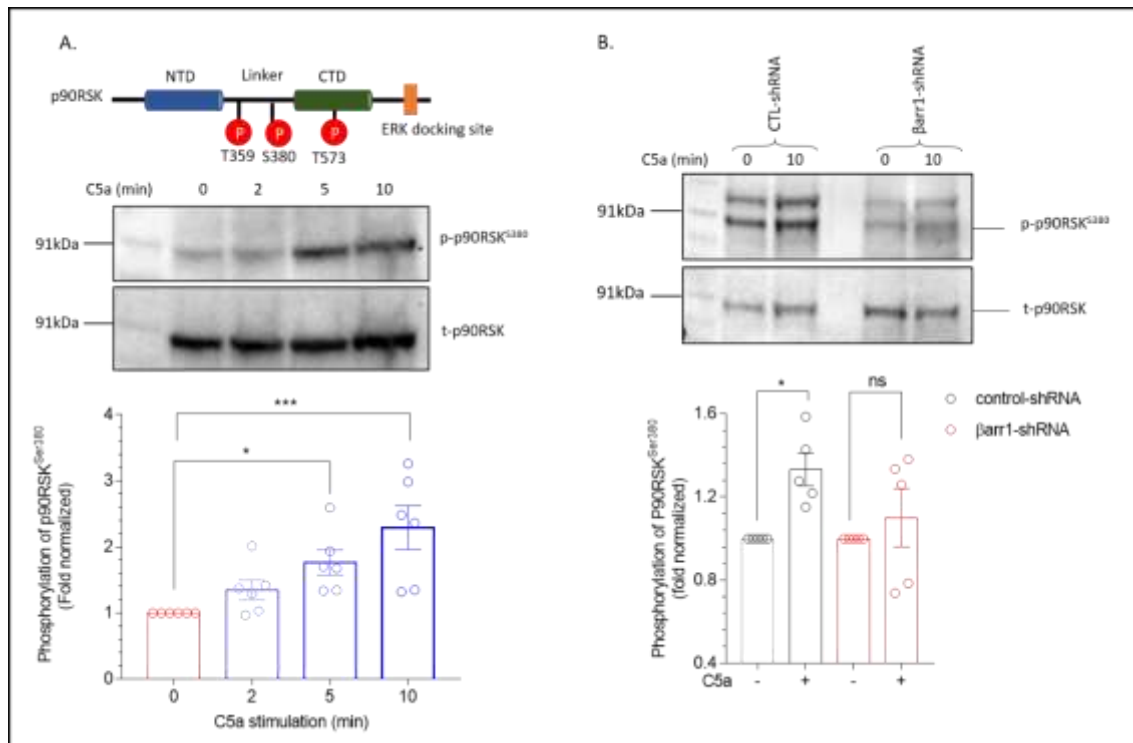 A.
NTD Linker CTD
p90RSK
P P P
T359 S380 T573
ERK docking site
C5a (min) 0 2 5 10
91kDa
p-p90RSK^S380
91kDa
t-p90RSK
***
*
Phosphorylation of p90RSK^Ser380
(Fold normalized)
4
3
2
1
0
0 2 5 10
C5a stimulation (min)
B.
CTL-shRNA
βarr1-shRNA
C5a (min) 0 10 0 10
91kDa
p-p90RSK^S380
91kDa
t-p90RSK
* ns
control-shRNA
βarr1-shRNA
Phosphorylation of P90RSK^Ser380
(fold normalized)
1.6
1.2
0.8
0.4
C5a - + - +